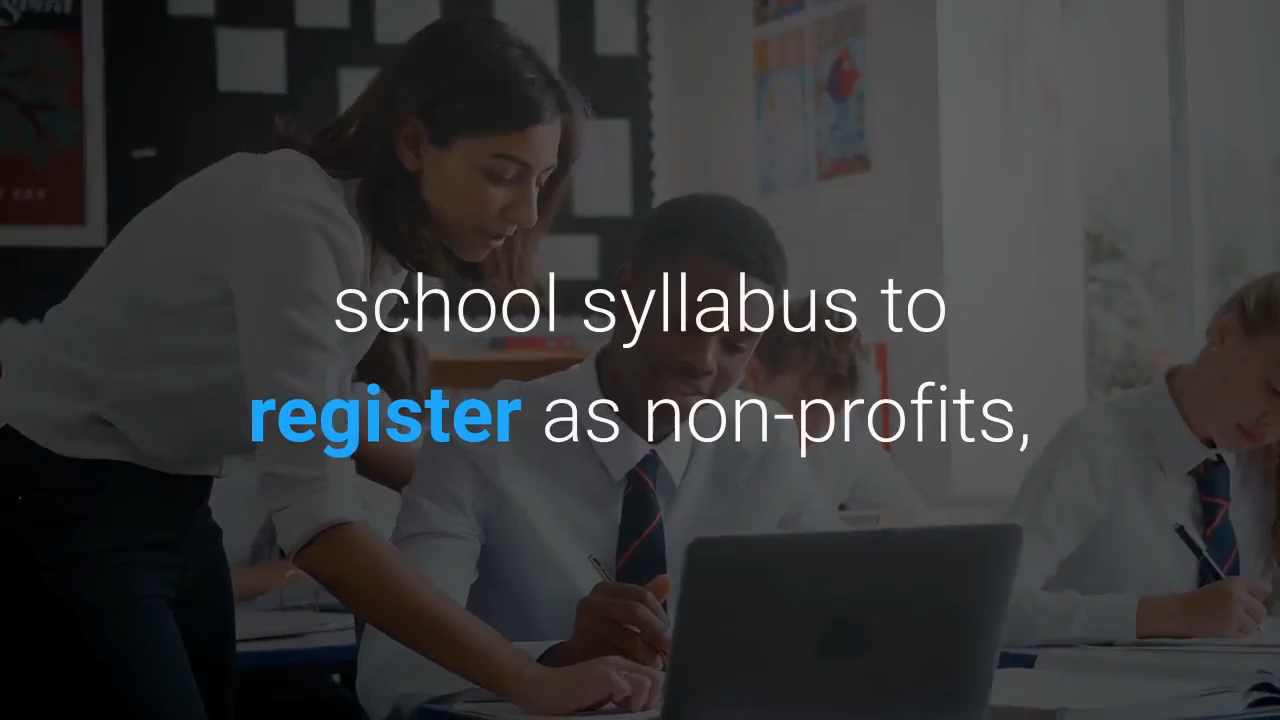 school syllabus to
register as non-profits,